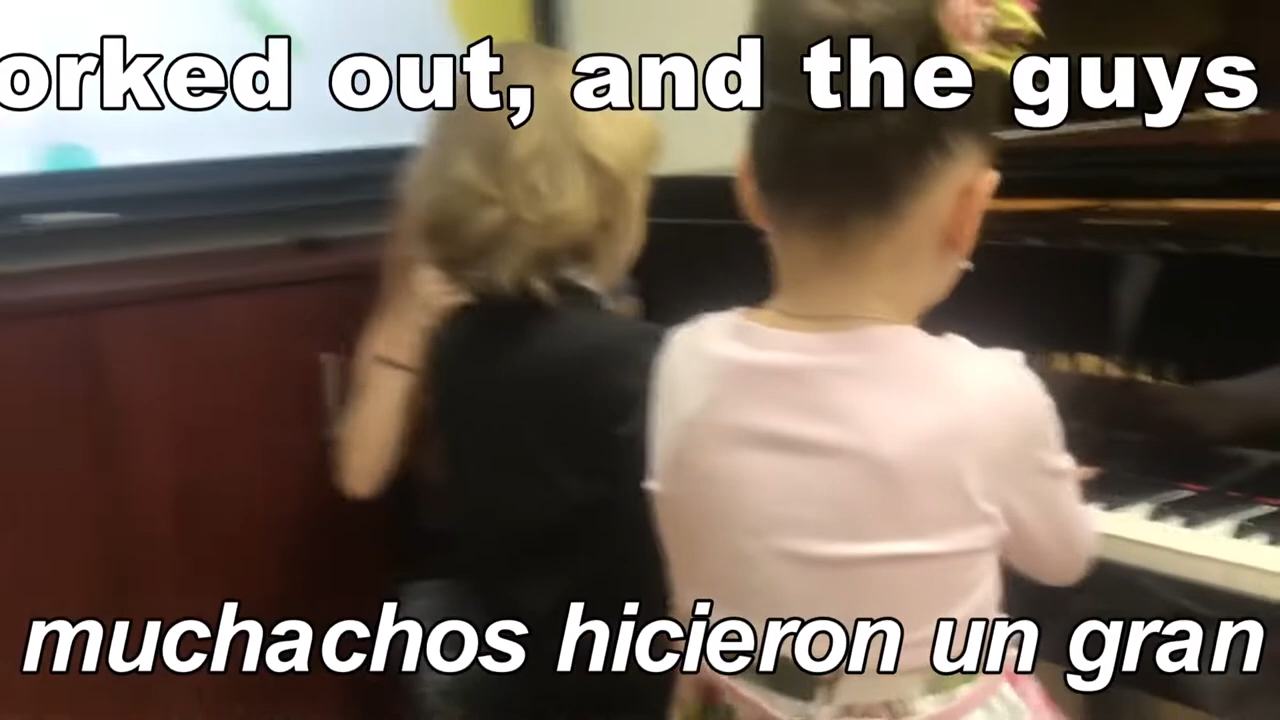 orked out, and the guys
muchachos hicieron un gran